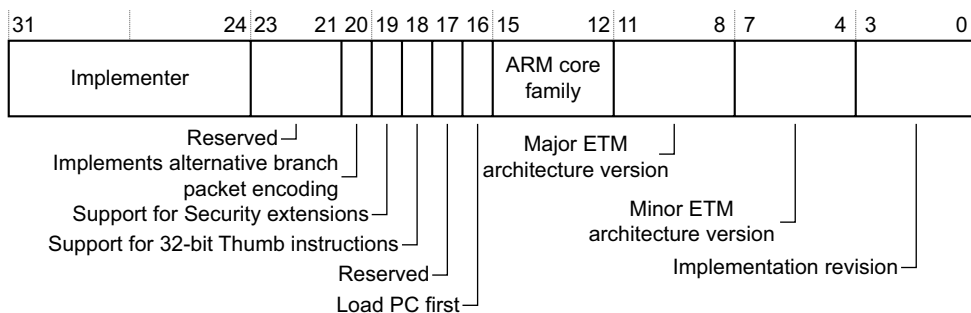 31 24 23 21 20 19 18 17 16 15 12 11 8 7 4 3 0
Implementer
ARM core
family
Reserved
Implements alternative branch
packet encoding
Support for Security extensions
Support for 32-bit Thumb instructions
Reserved
Load PC first
Major ETM
architecture version
Minor ETM
architecture version
Implementation revision